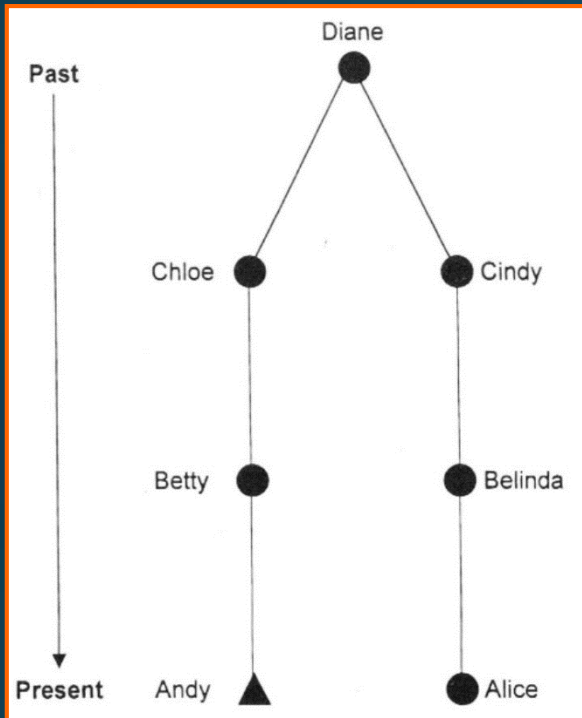 Diane
Past
Chloe
Cindy
Betty
Belinda
Present
Andy
Alice